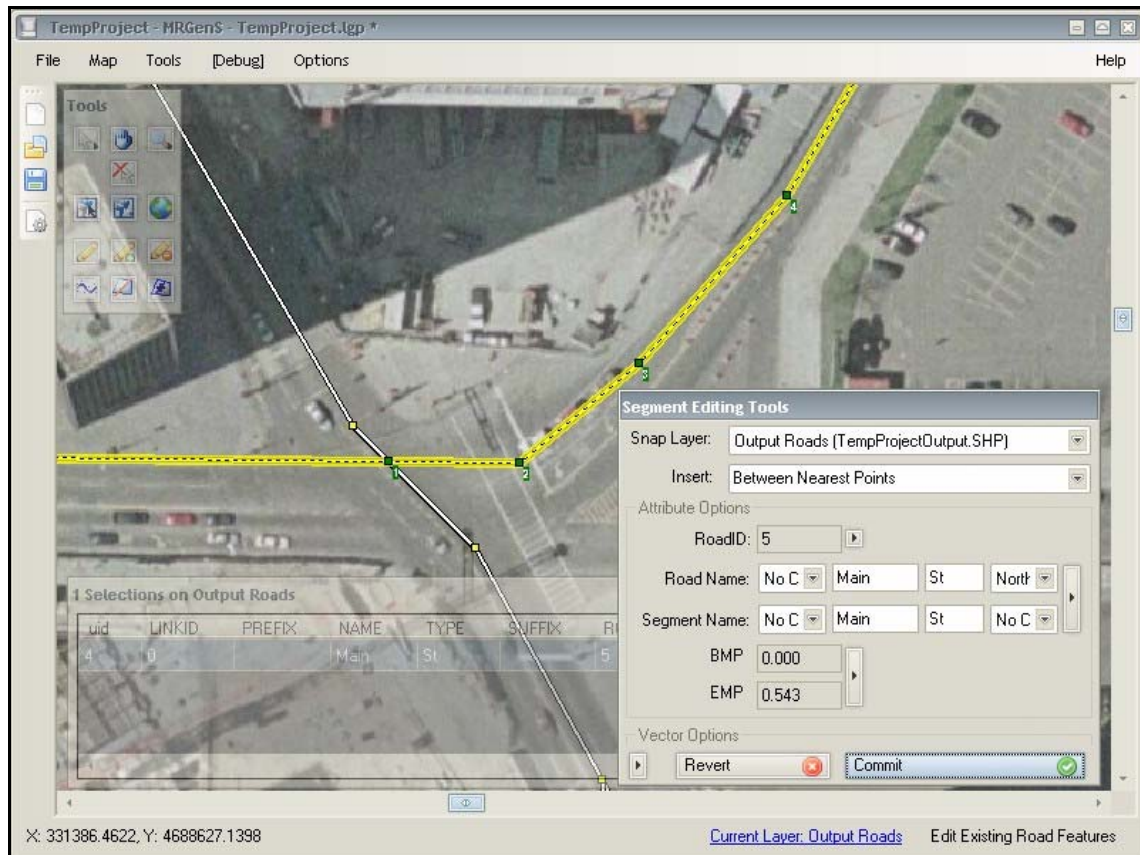 TempProject - MRGenS - TempProject.lgp *
File Map Tools [Debug] Options Help
Tools
4
3
1
2
Segment Editing Tools
Snap Layer: Output Roads (TempProjectOutput.SHP)
Insert: Between Nearest Points
Attribute Options
RoadID: 5
Road Name: No C Main St North
Segment Name: No C Main St No C
BMP 0.000
EMP 0.543
Vector Options
Revert Commit
1 Selections on Output Roads
uid LINKID PREFIX NAME TYPE SUFFIX
4 0 Main St 5
X: 331386.4622, Y: 4688627.1398 Current Layer: Output Roads Edit Existing Road Features